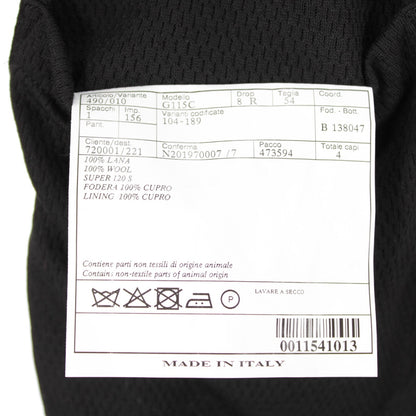 Articolo/Variante Modello Drop Taglia Coord.
490/010 G115C 8 R 54
Spacchi Imp. Varianti codificate Fod. - Bott.
1 156 104-189 B 138047
Pant.
Cliente/dest Conferma Pacco Totale capi
720001/221 N201970007 /7 473594 4
100% LANA
100% WOOL
SUPER 120 S
FODERA 100% CUPRO
LINING 100% CUPRO
Contiene parti non tessili di origine animale
Contains non-textile parts of animal origin
P
LAVARE A SECCO
0011541013
MADE IN ITALY